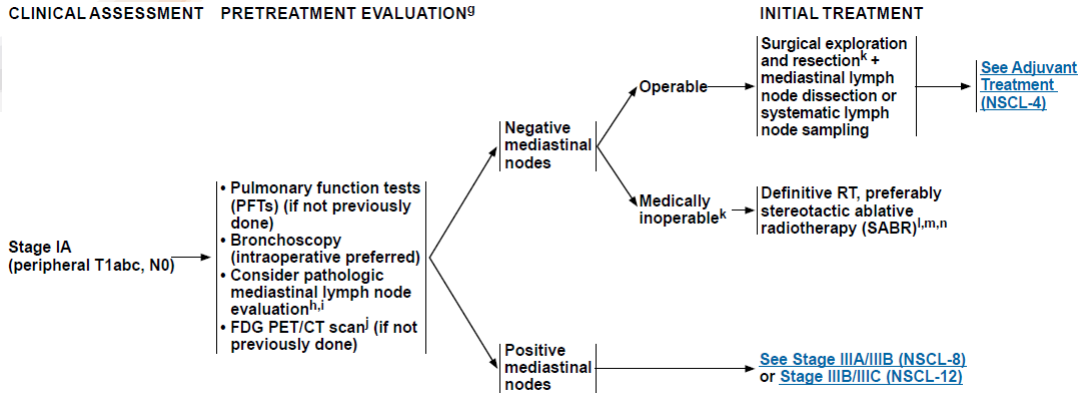 CLINICAL ASSESSMENT
PRETREATMENT EVALUATIONg
INITIAL TREATMENT
Stage IA
(peripheral T1abc, N0)
• Pulmonary function tests
(PFTs) (if not previously
done)
• Bronchoscopy
(intraoperative preferred)
• Consider pathologic
mediastinal lymph node
evaluationh,i
• FDG PET/CT scanj (if not
previously done)
Negative
mediastinal
nodes
Operable
Surgical exploration
and resectionk +
mediastinal lymph
node dissection or
systematic lymph
node sampling
See Adjuvant
Treatment
(NSCL-4)
Medically
inoperablek
Definitive RT, preferably
stereotactic ablative
radiotherapy (SABR)l,m,n
Positive
mediastinal
nodes
See Stage IIIA/IIIB (NSCL-8)
or Stage IIIB/IIIC (NSCL-12)